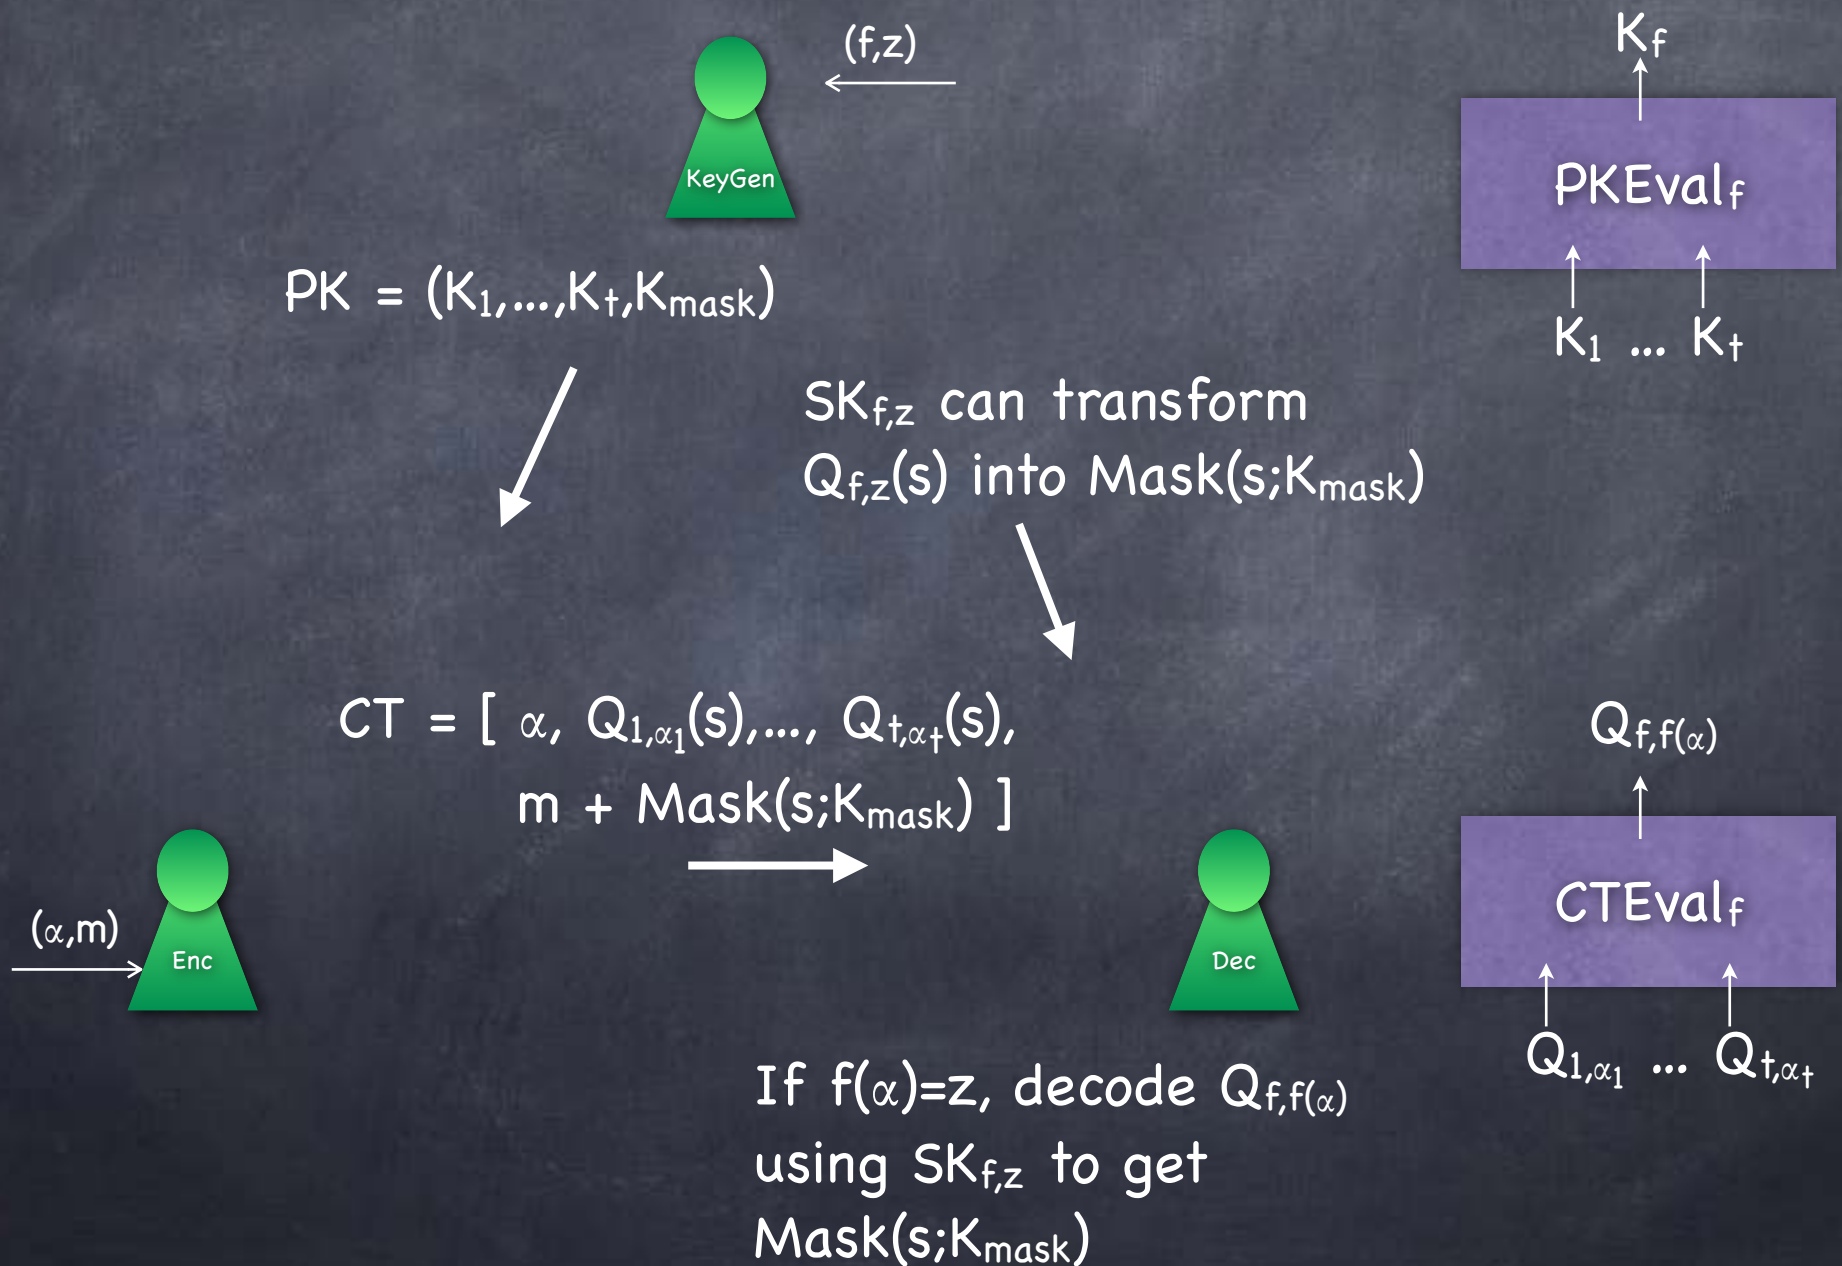 (f,z)
KeyGen
PK = (K₁,...,Kₜ,Kmask)
SKf,z can transform
Qf,z(s) into Mask(s;Kmask)
Kf
PKEvalf
K₁ ... Kₜ
CT = [ α, Q1,α₁(s),..., Qt,αₜ(s),
m + Mask(s;Kmask) ]
(α,m)
Enc
Dec
If f(α)=z, decode Qf,f(α)
using SKf,z to get
Mask(s;Kmask)
Qf,f(α)
CTEvalf
Q1,α₁ ... Qt,αₜ